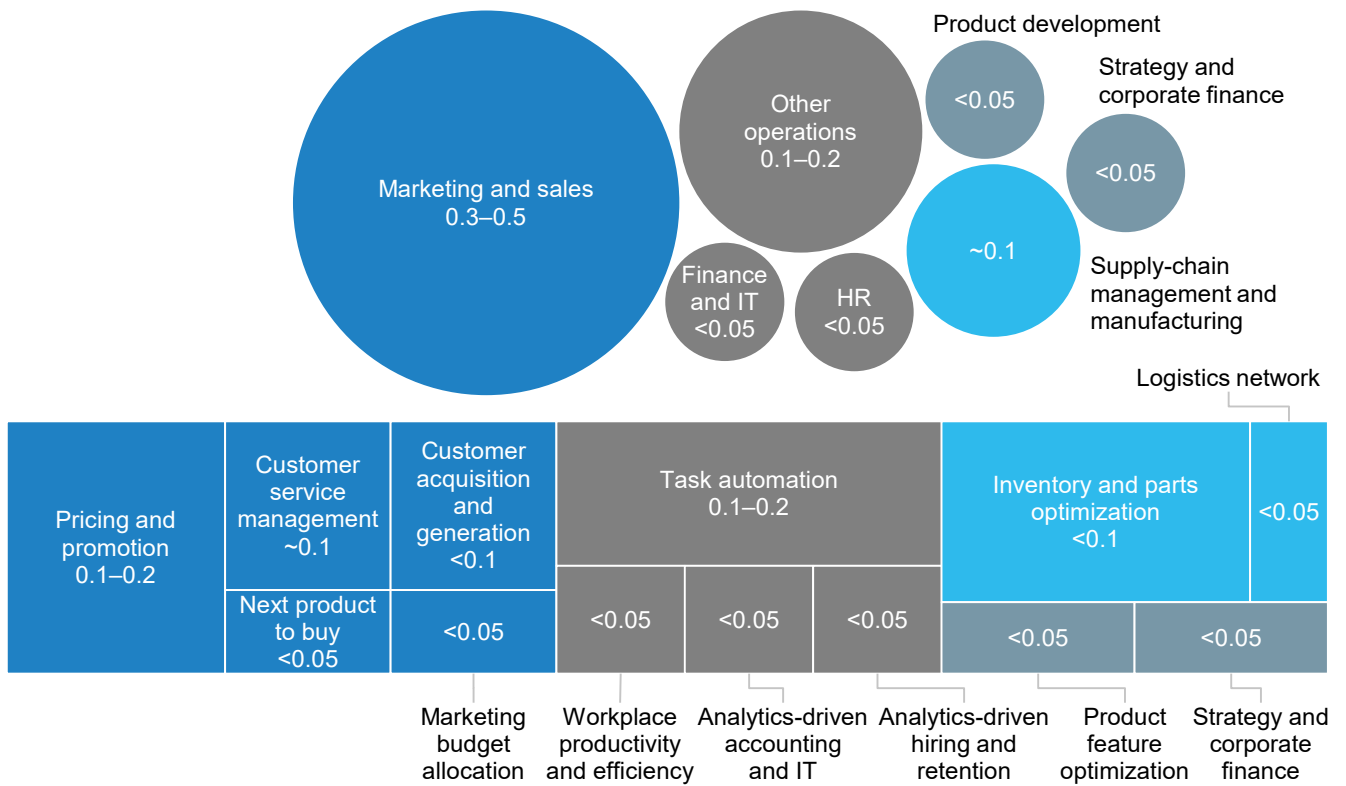 Marketing and sales
0.3–0.5
Other
operations
0.1–0.2
Product development
<0.05
Strategy and
corporate finance
<0.05
~0.1
Supply-chain
management and
manufacturing
Finance
and IT
<0.05
HR
<0.05
Logistics network
Pricing and
promotion
0.1–0.2
Customer
service
management
~0.1
Customer
acquisition
and
generation
<0.1
Next product
to buy
<0.05
<0.05
Task automation
0.1–0.2
<0.05
<0.05
<0.05
Inventory and parts
optimization
<0.1
<0.05
<0.05
<0.05
Marketing
budget
allocation
Workplace
productivity
and efficiency
Analytics-driven
accounting
and IT
Analytics-driven
hiring and
retention
Product
feature
optimization
Strategy and
corporate
finance